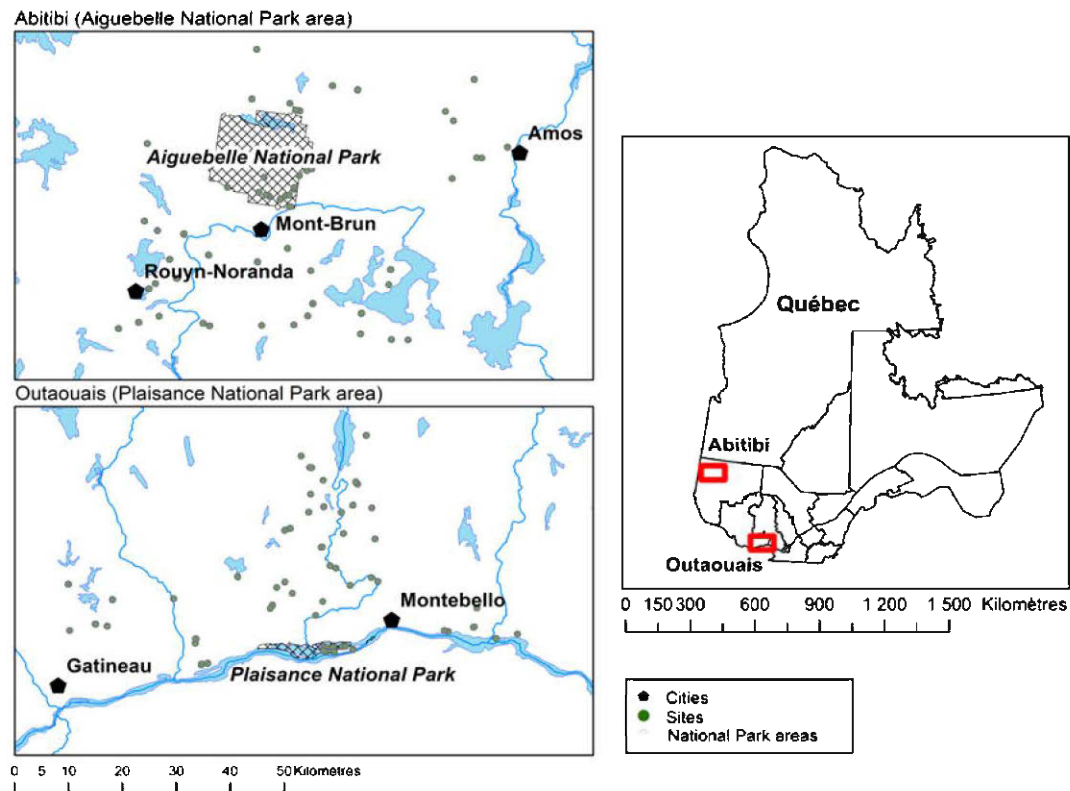 Abitibi (Aiguebelle National Park area)
Amos
Aiguebelle National Park
Mont-Brun
Rouyn-Noranda
Outaouais (Plaisance National Park area)
Montebello
Gatineau
Plaisance National Park
0 5 10 20 30 40 50 Kilometres
Québec
Abitibi
Outaouais
0 150 300 600 900 1 200 1 500 Kilomètres
Cities
Sites
National Park areas